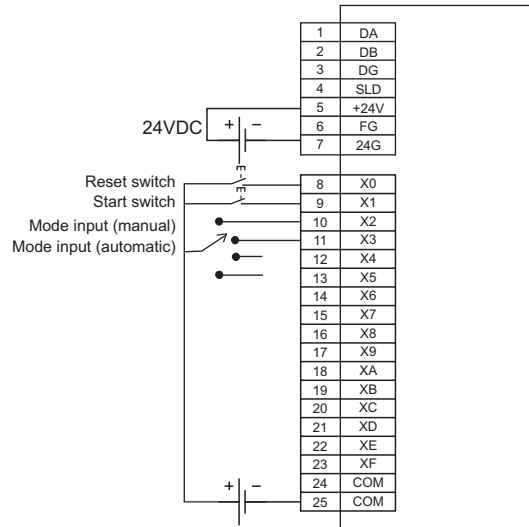 1 DA
2 DB
3 DG
4 SLD
5 +24V
24VDC + − 6 FG
7 24G
Reset switch 8 X0
Start switch 9 X1
Mode input (manual) 10 X2
Mode input (automatic) 11 X3
12 X4
13 X5
14 X6
15 X7
16 X8
17 X9
18 XA
19 XB
20 XC
21 XD
22 XE
23 XF
+ − 24 COM
25 COM